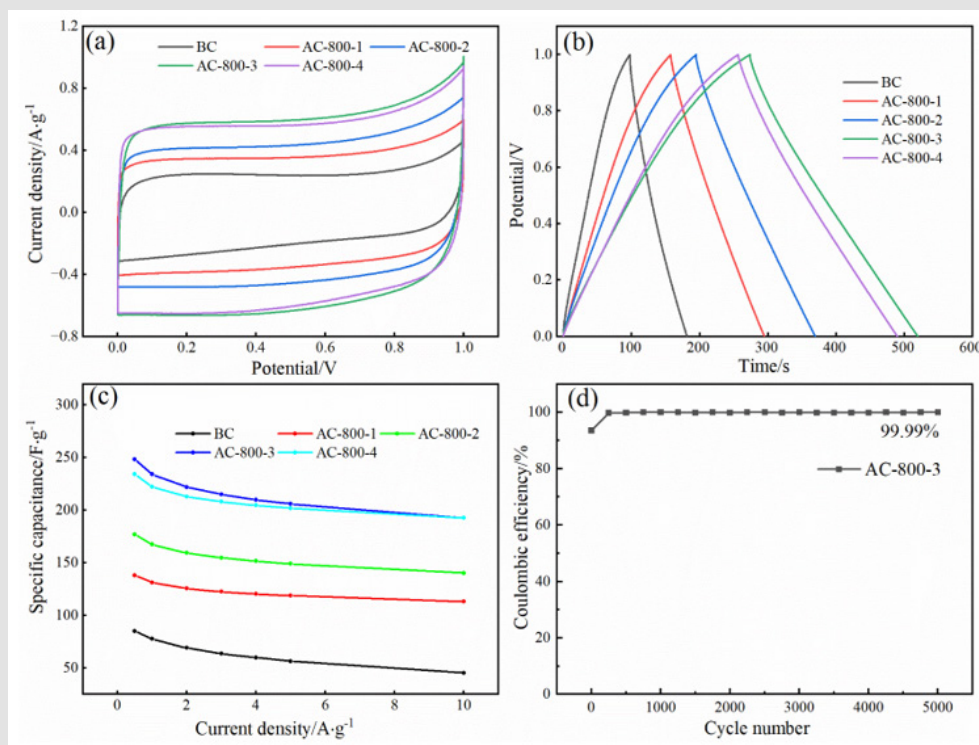 (a)
BC AC-800-1 AC-800-2
AC-800-3 AC-800-4
1.2
0.8
0.4
0.0
−0.4
−0.8
Current density/A·g⁻¹
0.0 0.2 0.4 0.6 0.8 1.0
Potential/V
(b)
BC
AC-800-1
AC-800-2
AC-800-3
AC-800-4
1.0
0.8
0.6
0.4
0.2
0.0
Potential/V
0 100 200 300 400 500 600
Time/s
(c)
BC AC-800-1 AC-800-2
AC-800-3 AC-800-4
300
250
200
150
100
50
Specific capacitance/F·g⁻¹
0 2 4 6 8 10
Current density/A·g⁻¹
(d)
99.99%
AC-800-3
100
80
60
40
20
0
Coulombic efficiency/%
0 1000 2000 3000 4000 5000
Cycle number